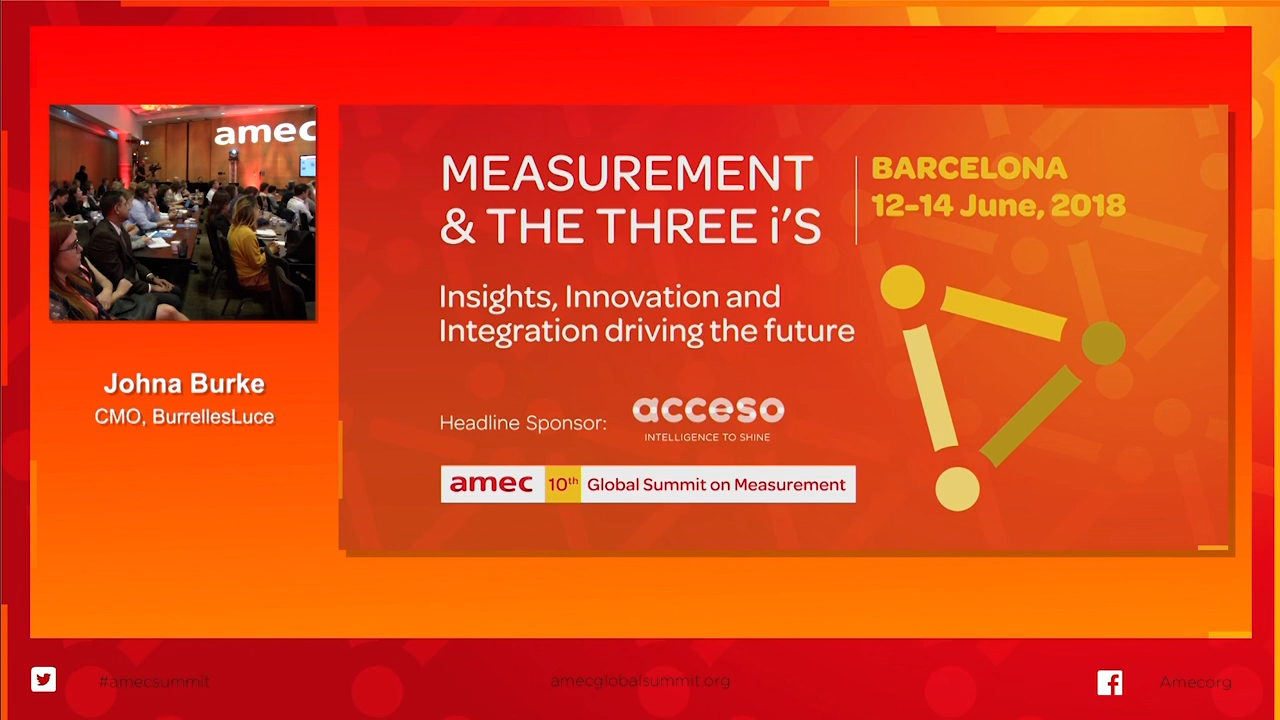 amec
Johna Burke
CMO, BurrellesLuce
MEASUREMENT
& THE THREE i'S
BARCELONA
12-14 June, 2018
Insights, Innovation and
Integration driving the future
Headline Sponsor:
acceso
INTELLIGENCE TO SHINE
amec 10th Global Summit on Measurement
#amecsummit
amecglobalsummit.org
Amecorg